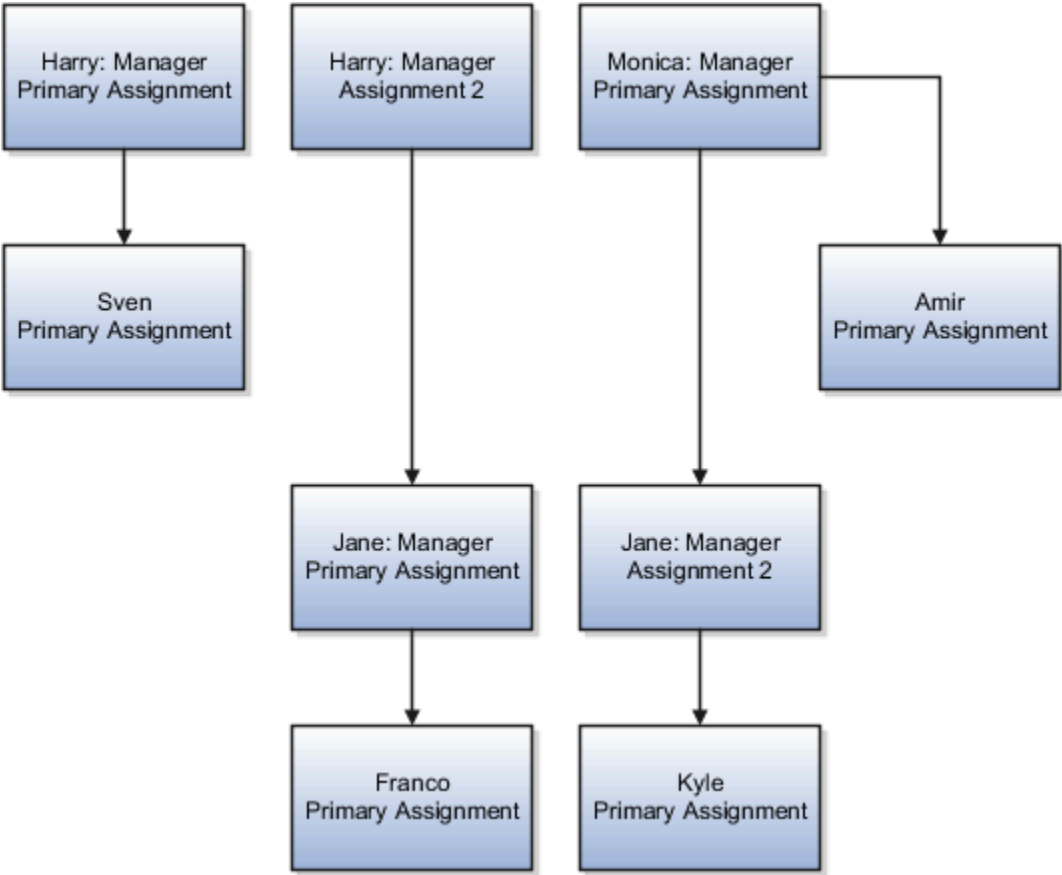 Harry: Manager
Primary Assignment
Harry: Manager
Assignment 2
Monica: Manager
Primary Assignment
Sven
Primary Assignment
Amir
Primary Assignment
Jane: Manager
Primary Assignment
Jane: Manager
Assignment 2
Franco
Primary Assignment
Kyle
Primary Assignment